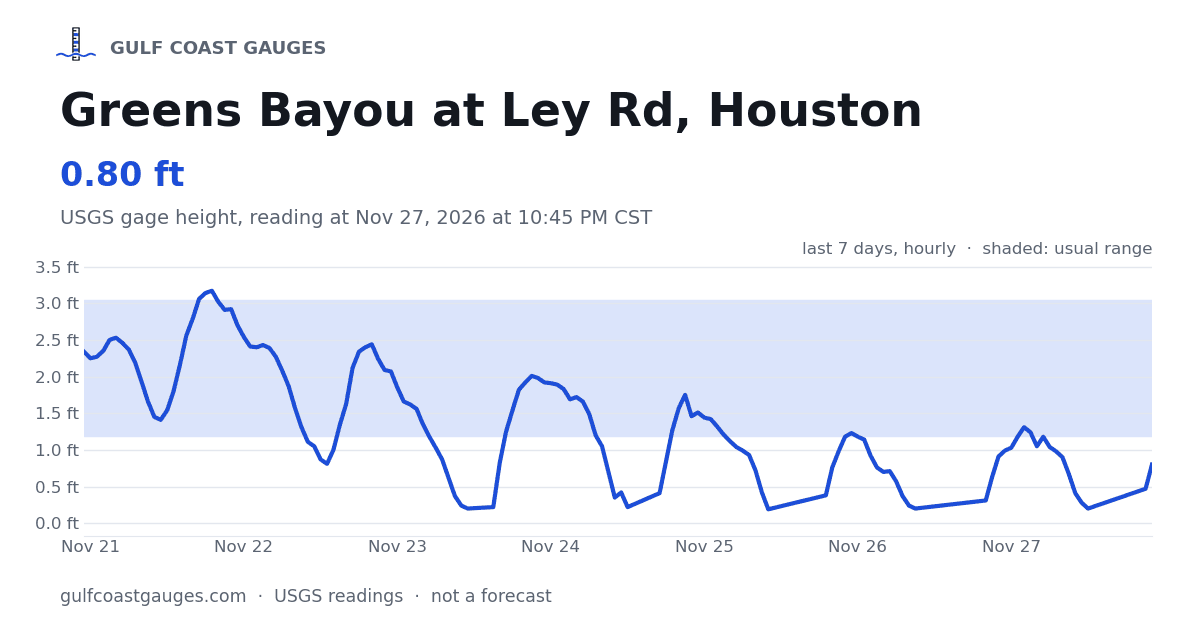 GULF COAST GAUGES
Greens Bayou at Ley Rd, Houston
0.80 ft
USGS gage height, reading at Nov 27, 2026 at 10:45 PM CST
last 7 days, hourly · shaded: usual range
3.5 ft
3.0 ft
2.5 ft
2.0 ft
1.5 ft
1.0 ft
0.5 ft
0.0 ft
Nov 21 Nov 22 Nov 23 Nov 24 Nov 25 Nov 26 Nov 27
gulfcoastgauges.com · USGS readings · not a forecast